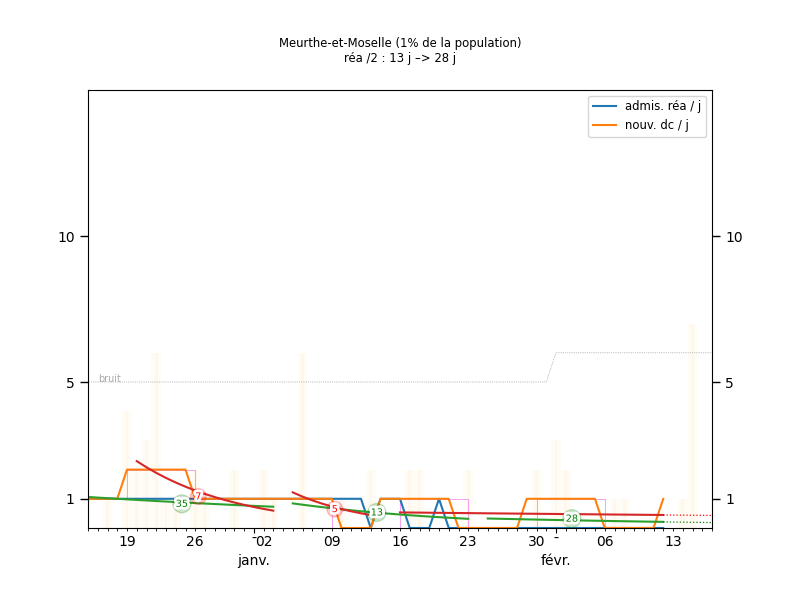 Meurthe-et-Moselle (1% de la population)
réa /2 : 13 j –> 28 j
admis. réa / j
nouv. dc / j
10
10
bruit
5
5
1
1
35
7
5
13
28
19
26
02
09
16
23
30
06
13
janv.
févr.